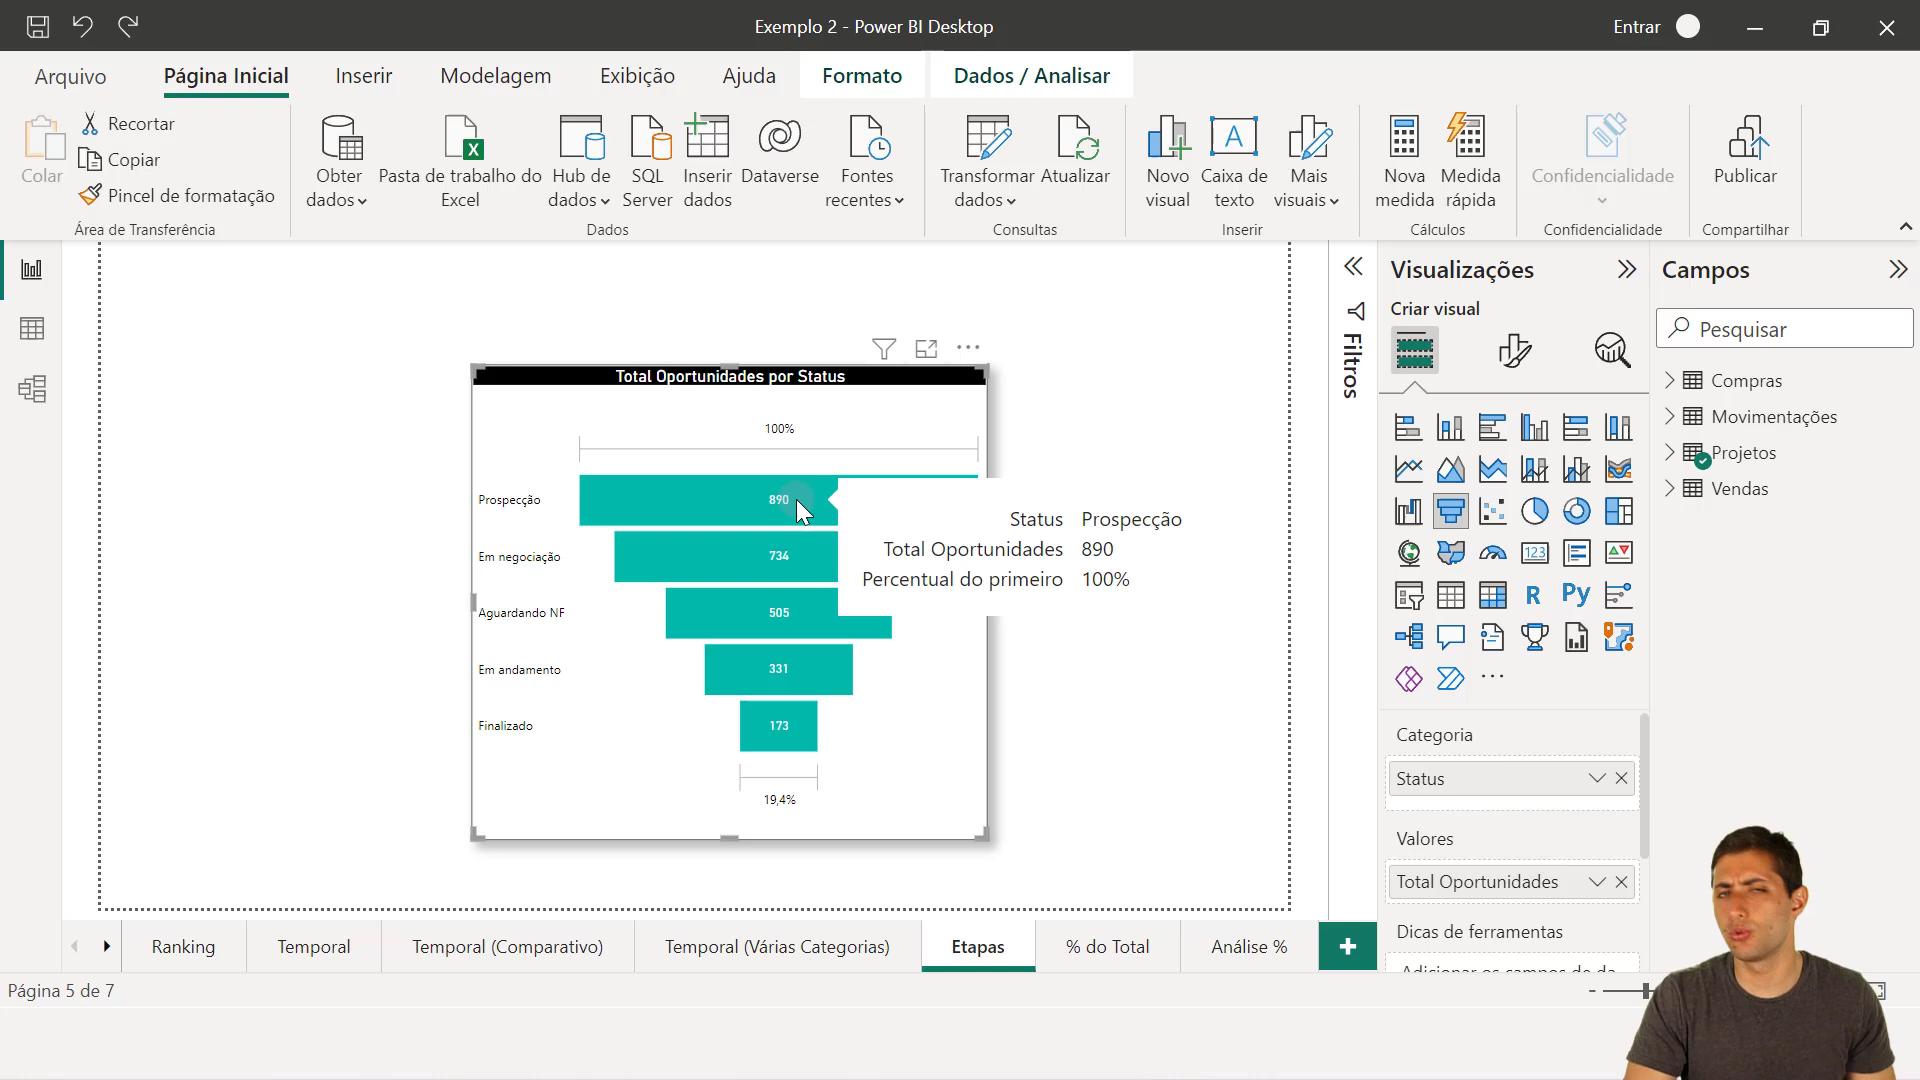 Exemplo 2 - Power BI Desktop
Entrar
Arquivo
Página Inicial
Inserir
Modelagem
Exibição
Ajuda
Formato
Dados / Analisar
Colar
Recortar
Copiar
Pincel de formatação
Área de Transferência
Obter
dados
Pasta de trabalho do
Excel
Hub de
dados
SQL
Server
Inserir
dados
Dataverse
Fontes
recentes
Dados
Transformar
dados
Atualizar
Consultas
Novo
visual
Caixa de
texto
Mais
visuais
Inserir
Nova
medida
Medida
rápida
Cálculos
Confidencialidade
Confidencialidade
Publicar
Compartilhar
Total Oportunidades por Status
100%
Prospecção
890
Em negociação
734
Aguardando NF
505
Em andamento
331
Finalizado
173
19,4%
Status Prospecção
Total Oportunidades 890
Percentual do primeiro 100%
Filtros
Visualizações
Criar visual
123
R
Py
Categoria
Status
Valores
Total Oportunidades
Dicas de ferramentas
Adicionar os campos de da
Campos
Pesquisar
Compras
Movimentações
Projetos
Vendas
Ranking
Temporal
Temporal (Comparativo)
Temporal (Várias Categorias)
Etapas
% do Total
Análise %
Página 5 de 7